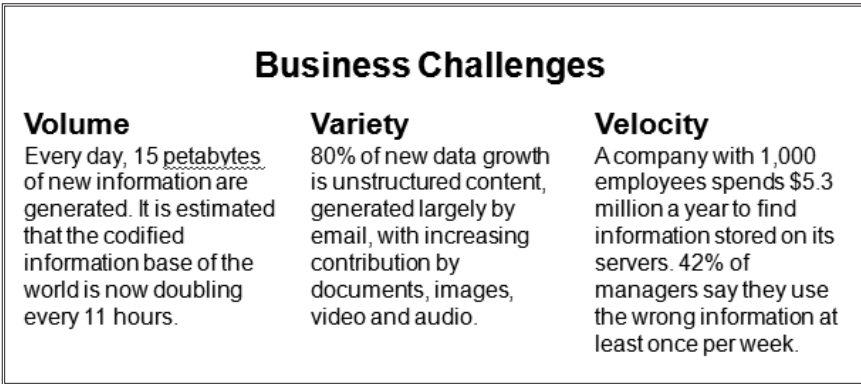 Business Challenges
Volume
Every day, 15 petabytes
of new information are
generated. It is estimated
that the codified
information base of the
world is now doubling
every 11 hours.
Variety
80% of new data growth
is unstructured content,
generated largely by
email, with increasing
contribution by
documents, images,
video and audio.
Velocity
A company with 1,000
employees spends $5.3
million a year to find
information stored on its
servers. 42% of
managers say they use
the wrong information at
least once per week.